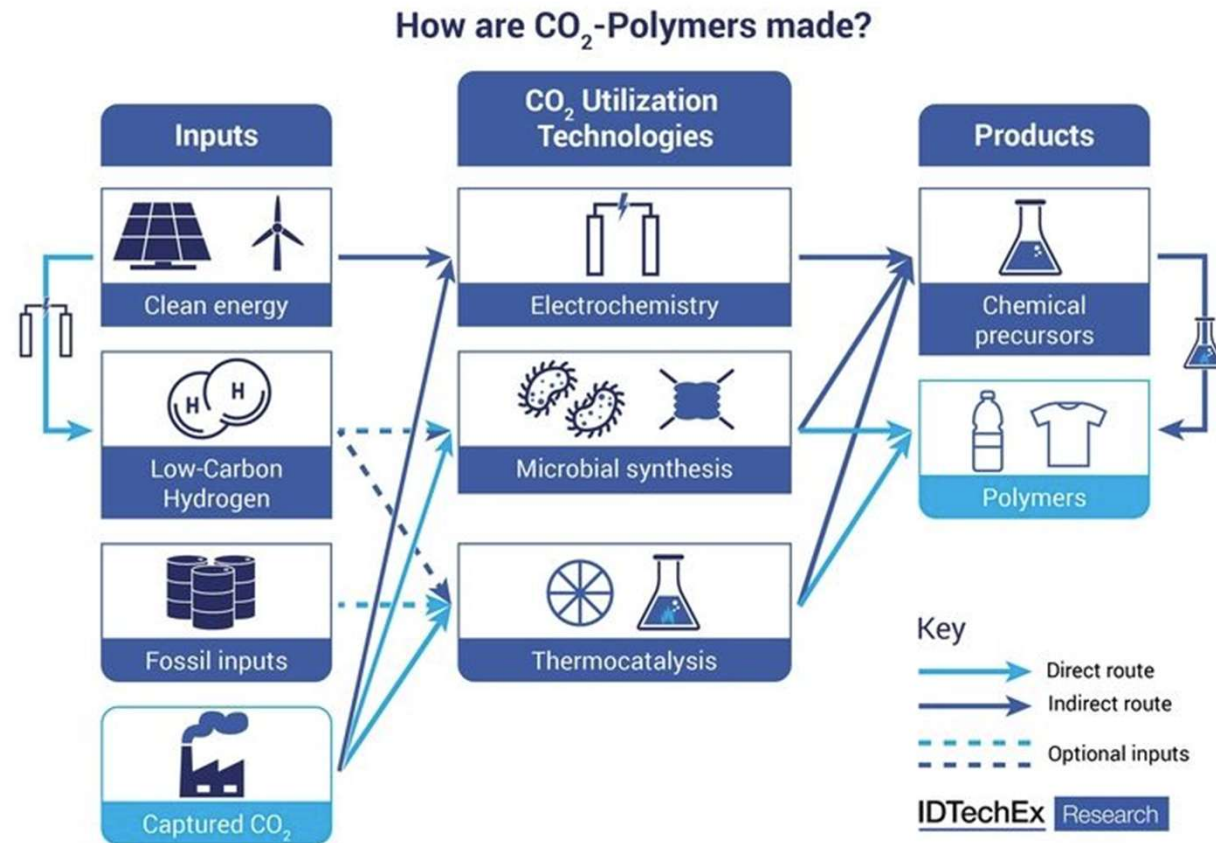 How are CO₂-Polymers made?
Inputs
CO₂ Utilization
Technologies
Products
Clean energy
Electrochemistry
Chemical
precursors
H H
Low-Carbon
Hydrogen
Microbial synthesis
Polymers
Fossil inputs
Thermocatalysis
Captured CO₂
Key
Direct route
Indirect route
Optional inputs
IDTechEx Research